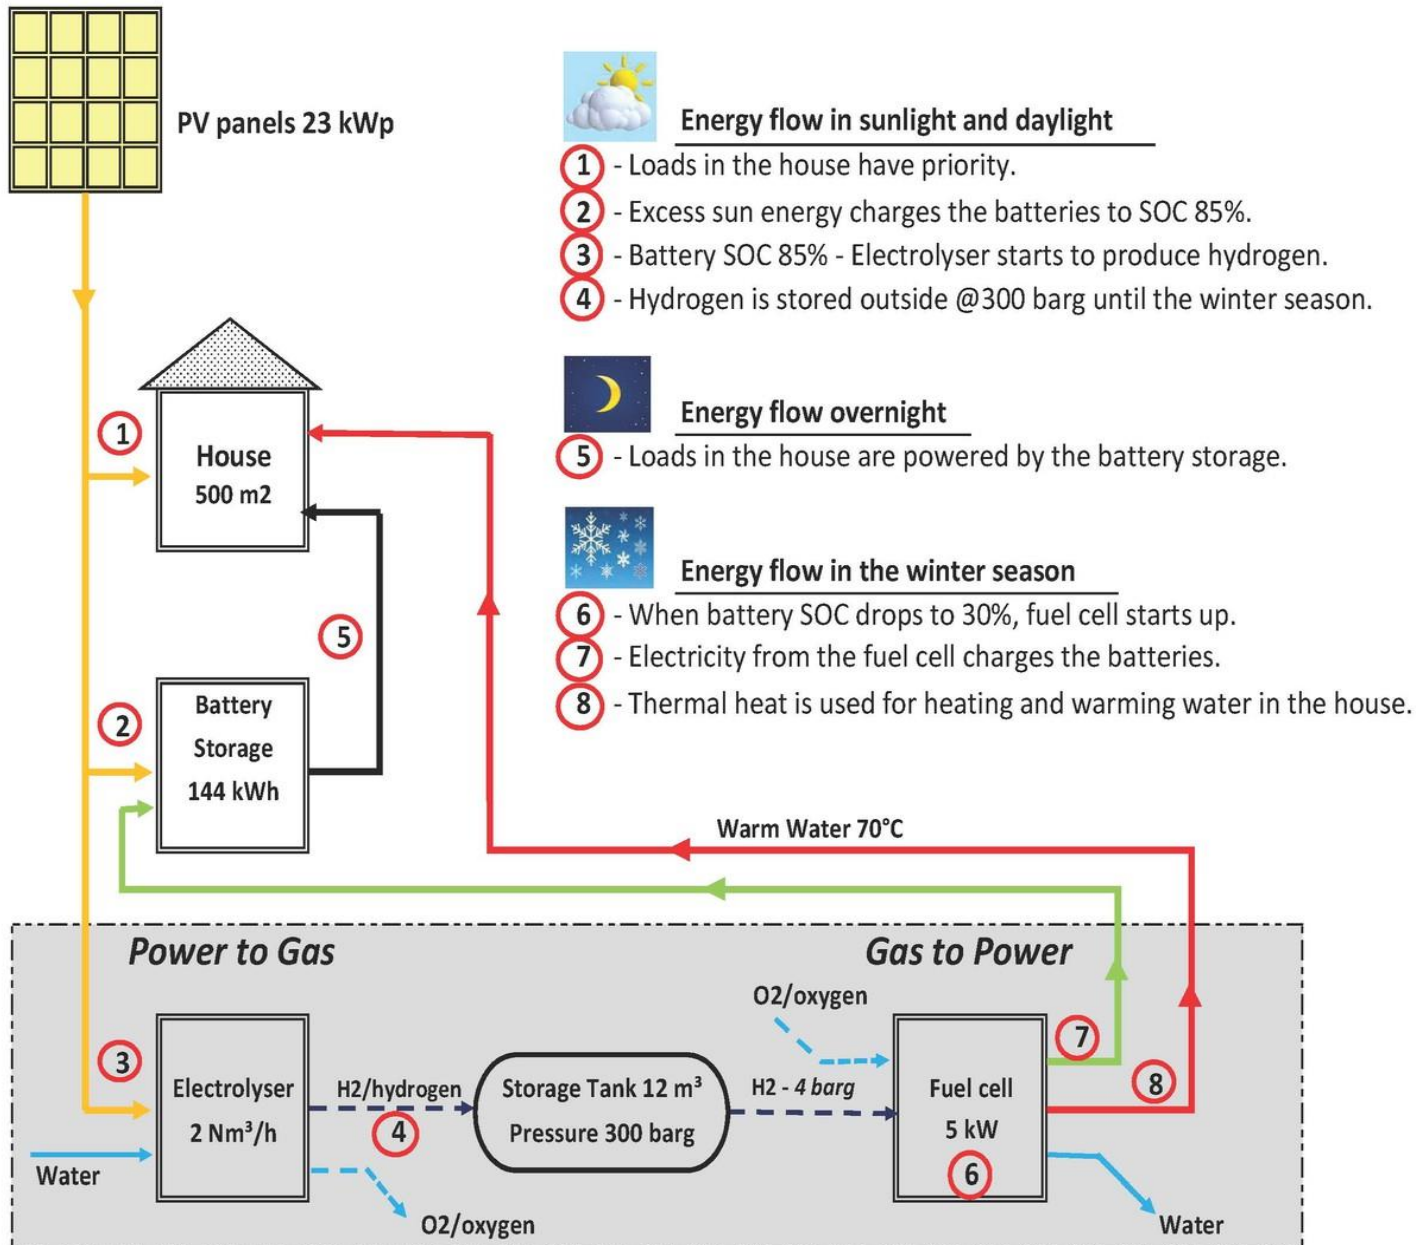 PV panels 23 kWp
Energy flow in sunlight and daylight
1 - Loads in the house have priority.
2 - Excess sun energy charges the batteries to SOC 85%.
3 - Battery SOC 85% - Electrolyser starts to produce hydrogen.
4 - Hydrogen is stored outside @300 barg until the winter season.
Energy flow overnight
5 - Loads in the house are powered by the battery storage.
Energy flow in the winter season
6 - When battery SOC drops to 30%, fuel cell starts up.
7 - Electricity from the fuel cell charges the batteries.
8 - Thermal heat is used for heating and warming water in the house.
1
House
500 m2
5
2
Battery
Storage
144 kWh
Warm Water 70°C
Power to Gas
Gas to Power
3
Electrolyser
2 Nm³/h
Water
H2/hydrogen
4
O2/oxygen
Storage Tank 12 m³
Pressure 300 barg
H2 - 4 barg
O2/oxygen
Fuel cell
5 kW
6
7
8
Water